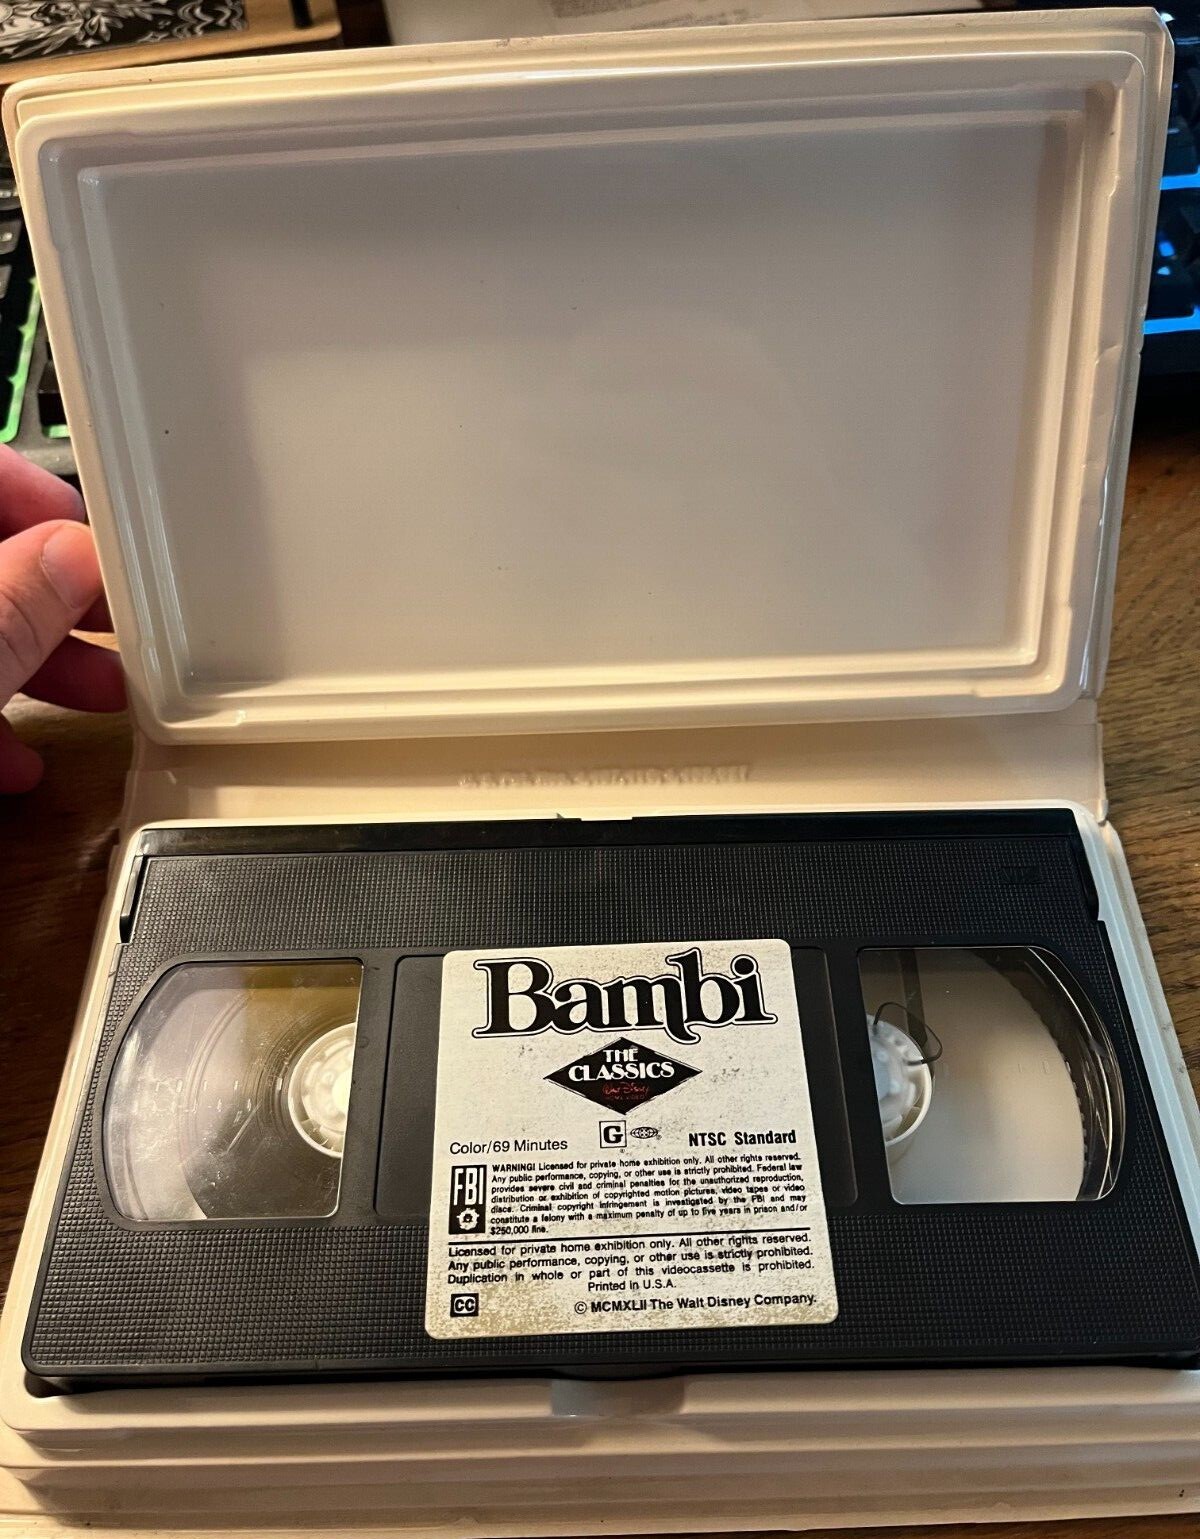 Bambi
THE
CLASSICS
Walt Disney
HOME VIDEO
G
Color/69 Minutes
NTSC Standard
FBI
WARNING! Licensed for private home exhibition only. All other rights reserved.
Any public performance, copying, or other use is strictly prohibited. Federal law
provides severe civil and criminal penalties for the unauthorized reproduction,
distribution or exhibition of copyrighted motion pictures, video tapes or video
discs. Criminal copyright infringement is investigated by the FBI and may
constitute a felony with a maximum penalty of up to five years in prison and/or
$250,000 fine.
Licensed for private home exhibition only. All other rights reserved.
Any public performance, copying, or other use is strictly prohibited.
Duplication in whole or part of this videocassette is prohibited.
Printed in U.S.A.
CC
© MCMXLII The Walt Disney Company.